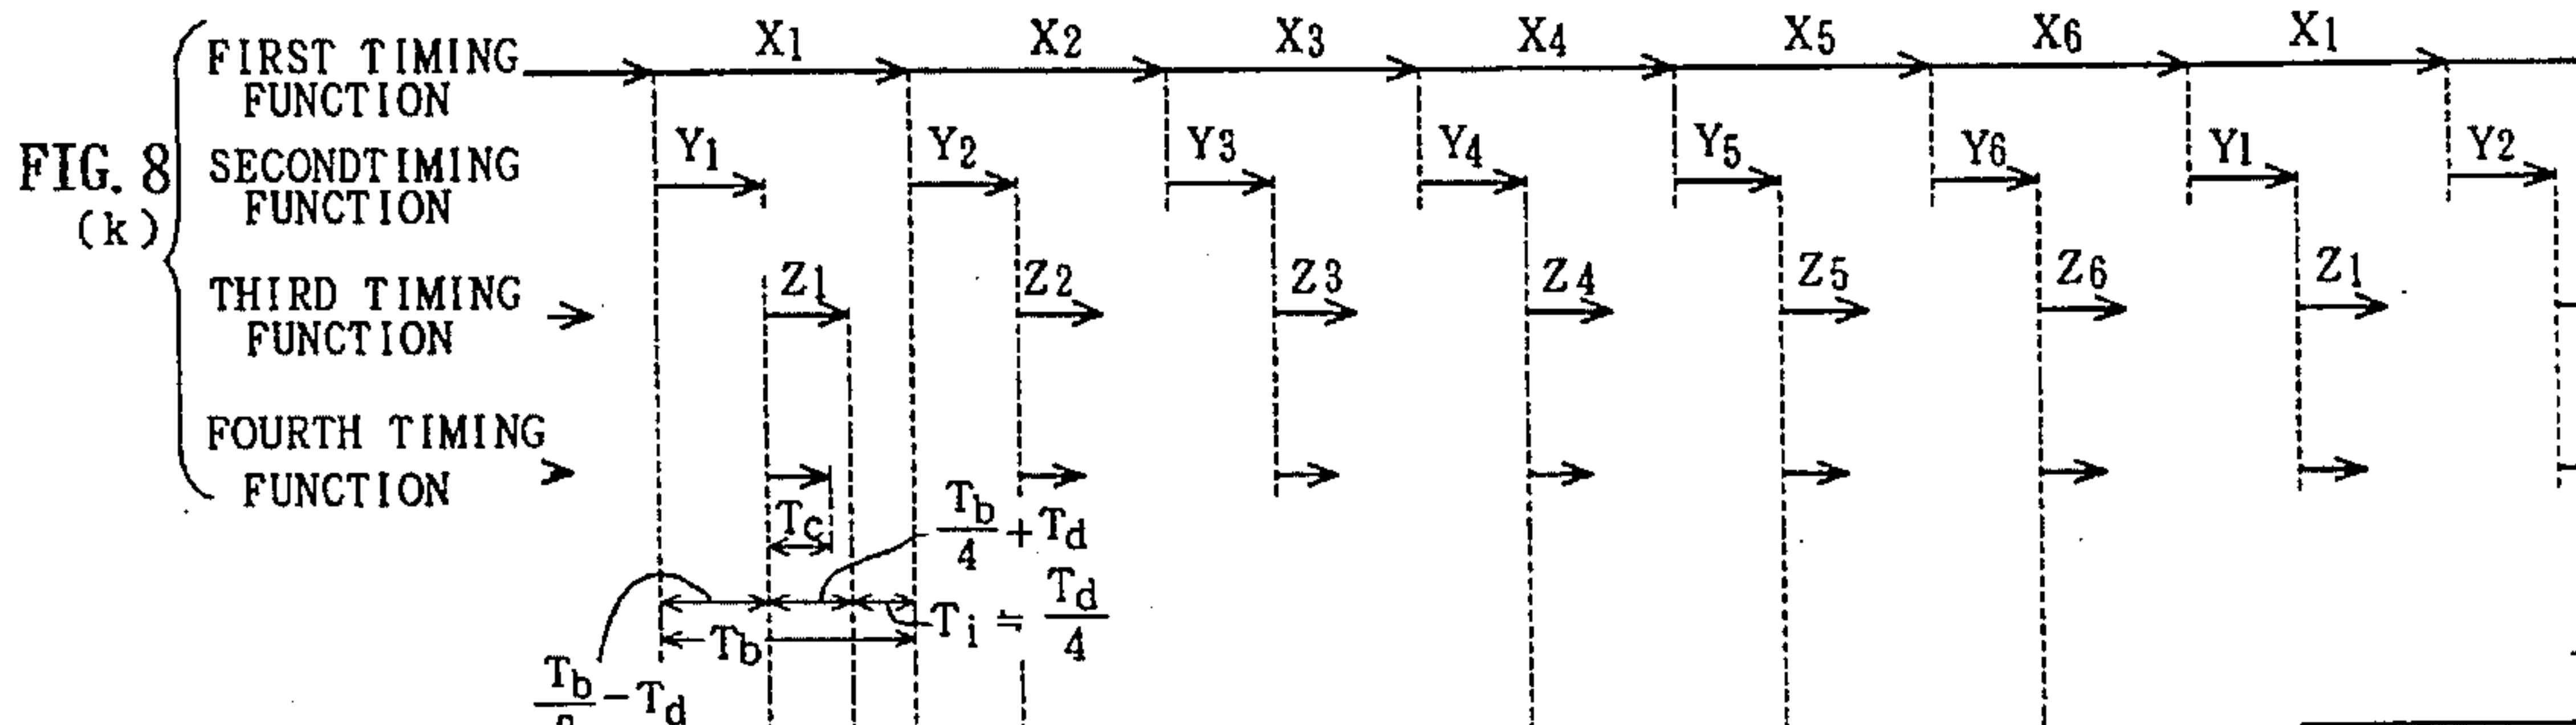 FIG. 8
(k)
FIRST TIMING
FUNCTION
X1 X2 X3 X4 X5 X6 X1
SECONDTIMING
FUNCTION
Y1 Y2 Y3 Y4 Y5 Y6 Y1 Y2
THIRD TIMING
FUNCTION
Z1 Z2 Z3 Z4 Z5 Z6 Z1
FOURTH TIMING
FUNCTION
Tc
Tb/4 + Td
Ti ≒ Td/4
Tb
Tb/ - Td